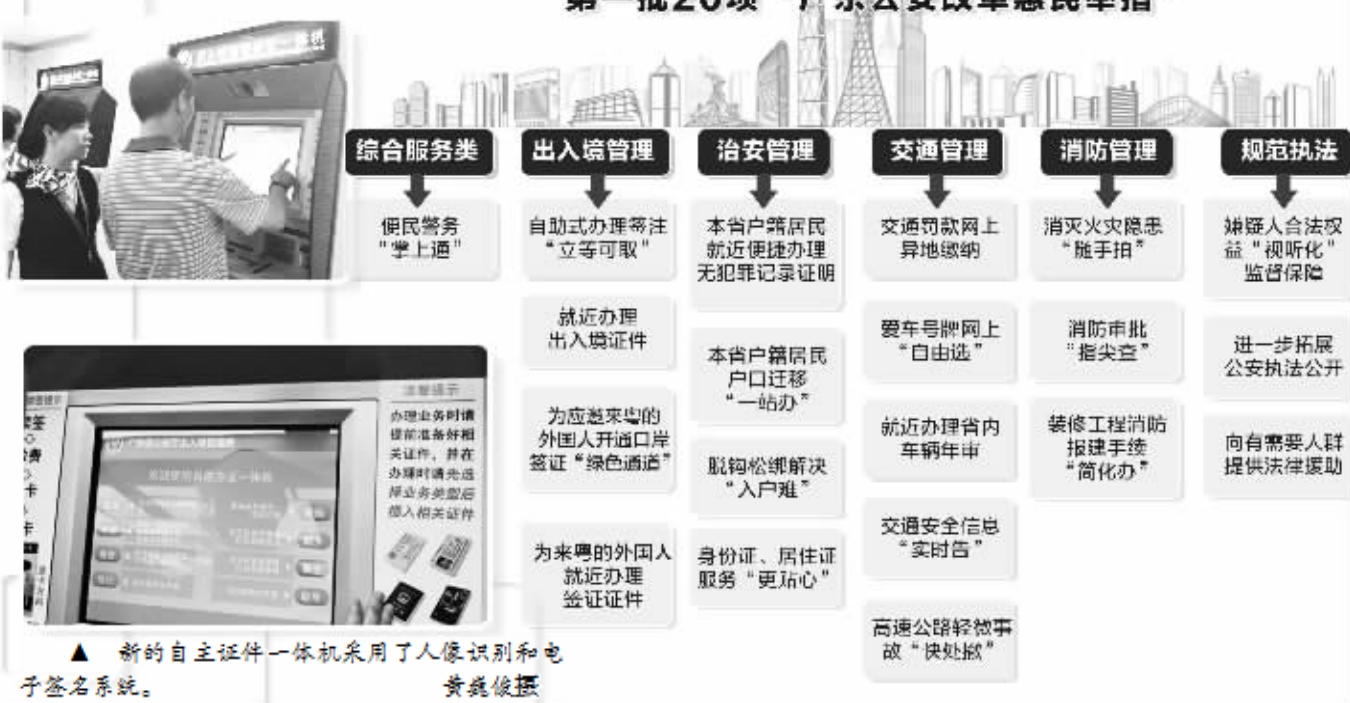 第一批20项“广东公安改革惠民举措”
综合服务类
便民警务
“掌上通”
出入境管理
自助式办理签注
“立等可取”
就近办理
出入境证件
为应邀来粤的
外国人开通口岸
签证“绿色通道”
为来粤的外国人
就近办理
签证证件
治安管理
本省户籍居民
就近便捷办理
无犯罪记录证明
本省户籍居民
户口迁移
“一站办”
脱钩松绑解决
“入户难”
身份证、居住证
服务“更贴心”
交通管理
交通罚款网上
异地缴纳
爱车号牌网上
“自由选”
就近办理省内
车辆年审
交通安全信息
“实时告”
高速公路轻微事
故“快处撤”
消防管理
消灭火灾隐患
“随手拍”
消防审批
“指尖查”
装修工程消防
报建手续
“简化办”
规范执法
嫌疑人合法权
益“视听化”
监督保障
进一步拓展
公安执法公开
向有需要人群
提供法律援助
温馨提示
办理业务时请
提前准备好相
关证件，并在
办理时请先选
择业务类型后
插入相关证件
▲ 新的自主证件一体机采用了人像识别和电
子签名系统。 黄巍俊摄